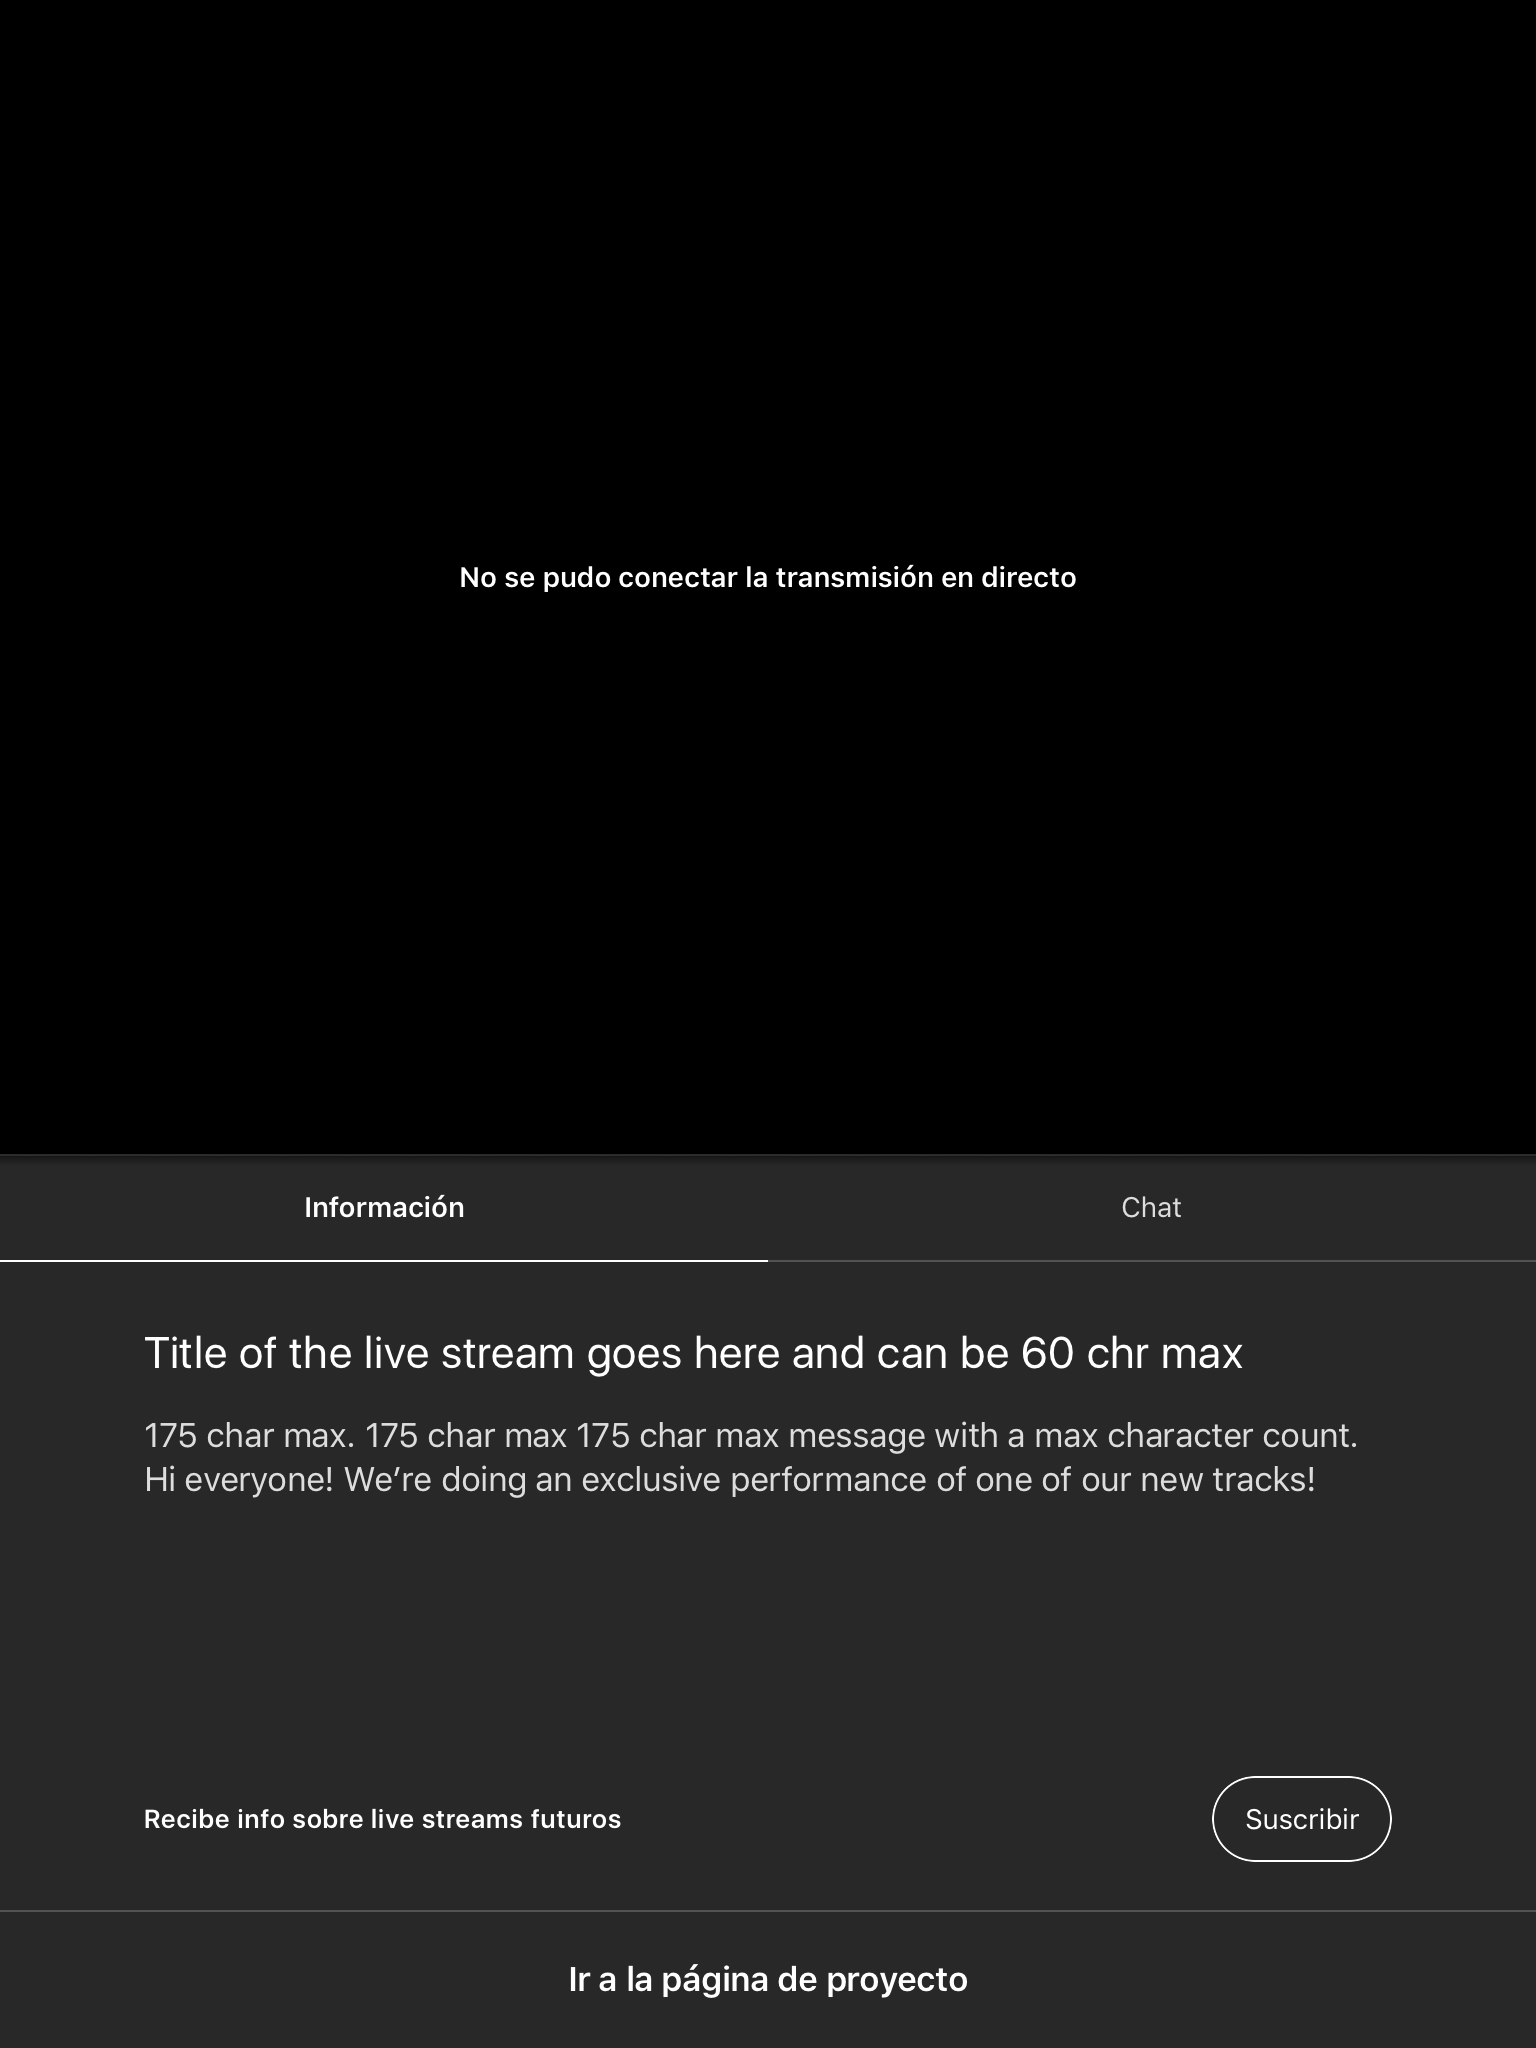 No se pudo conectar la transmisión en directo
Información
Chat
Title of the live stream goes here and can be 60 chr max
175 char max. 175 char max 175 char max message with a max character count.
Hi everyone! We’re doing an exclusive performance of one of our new tracks!
Recibe info sobre live streams futuros
Suscribir
Ir a la página de proyecto